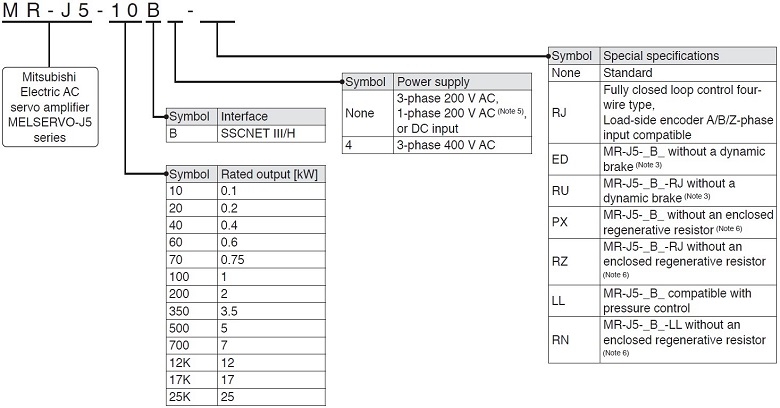 MR-J5-10B_-_
Mitsubishi
Electric AC
servo amplifier
MELSERVO-J5
series
Symbol Interface
B SSCNET III/H
Symbol Rated output [kW]
10 0.1
20 0.2
40 0.4
60 0.6
70 0.75
100 1
200 2
350 3.5
500 5
700 7
12K 12
17K 17
25K 25
Symbol Power supply
None 3-phase 200 V AC,
1-phase 200 V AC (Note 5),
or DC input
4 3-phase 400 V AC
Symbol Special specifications
None Standard
RJ Fully closed loop control four-
wire type,
Load-side encoder A/B/Z-phase
input compatible
ED MR-J5-_B_ without a dynamic
brake (Note 3)
RU MR-J5-_B_-RJ without a
dynamic brake (Note 3)
PX MR-J5-_B_ without an enclosed
regenerative resistor (Note 6)
RZ MR-J5-_B_-RJ without an
enclosed regenerative resistor
(Note 6)
LL MR-J5-_B_ compatible with
pressure control
RN MR-J5-_B_-LL without an
enclosed regenerative resistor
(Note 6)